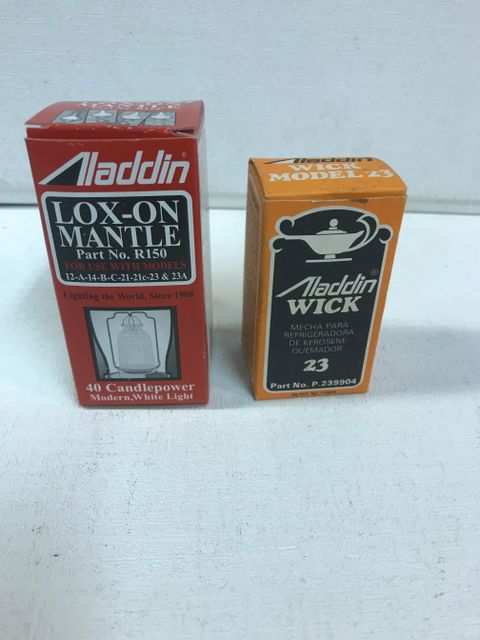 MANTLE
Aladdin®
LOX-ON
MANTLE
Part No. R150
FOR USE WITH MODELS
12-A-14-B-C-21-21c-23 & 23A
Lighting the World, Since 1908
40 Candlepower
Modern, White Light
Aladdin
WICK
MODEL 23
Aladdin®
WICK
MECHA PARA
REFRIGERADORA
DE KEROSENE
QUEMADOR
23
Part No. P.239904